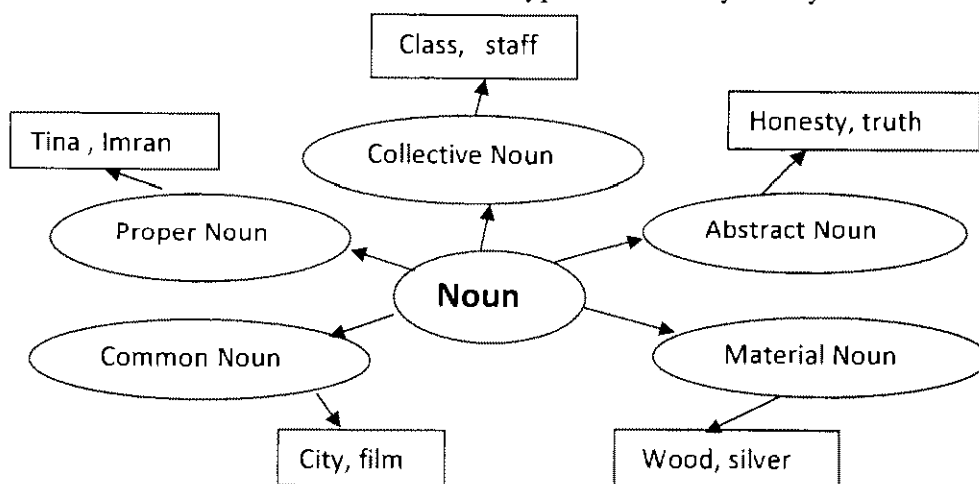 Class, staff
Honesty, truth
Tina , Imran
Collective Noun
Proper Noun
Abstract Noun
Noun
Common Noun
Material Noun
City, film
Wood, silver